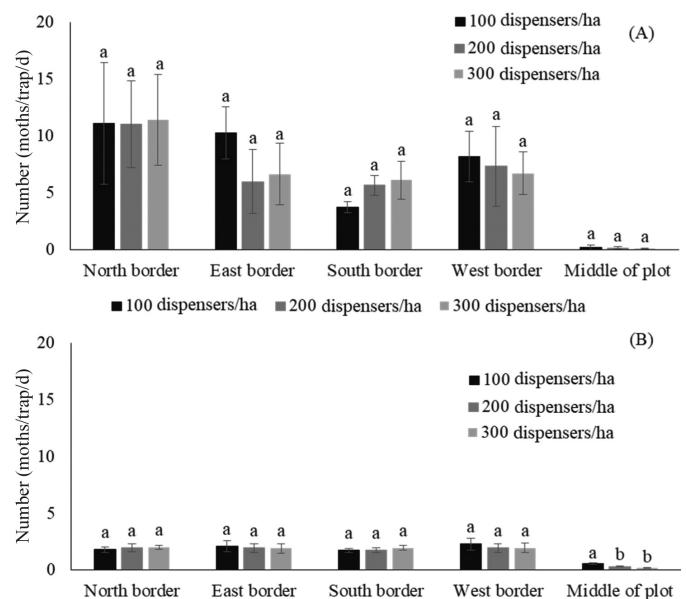 20
15
10
5
0
Number (moths/trap/d)
(A)
100 dispensers/ha
200 dispensers/ha
300 dispensers/ha
a a a
a a a
a a a
a a a
a a a
North border East border South border West border Middle of plot
100 dispensers/ha 200 dispensers/ha 300 dispensers/ha
20
15
10
5
0
Number (moths/trap/d)
(B)
100 dispensers/ha
200 dispensers/ha
300 dispensers/ha
a a a
a a a
a a a
a a a
a b b
North border East border South border West border Middle of plot